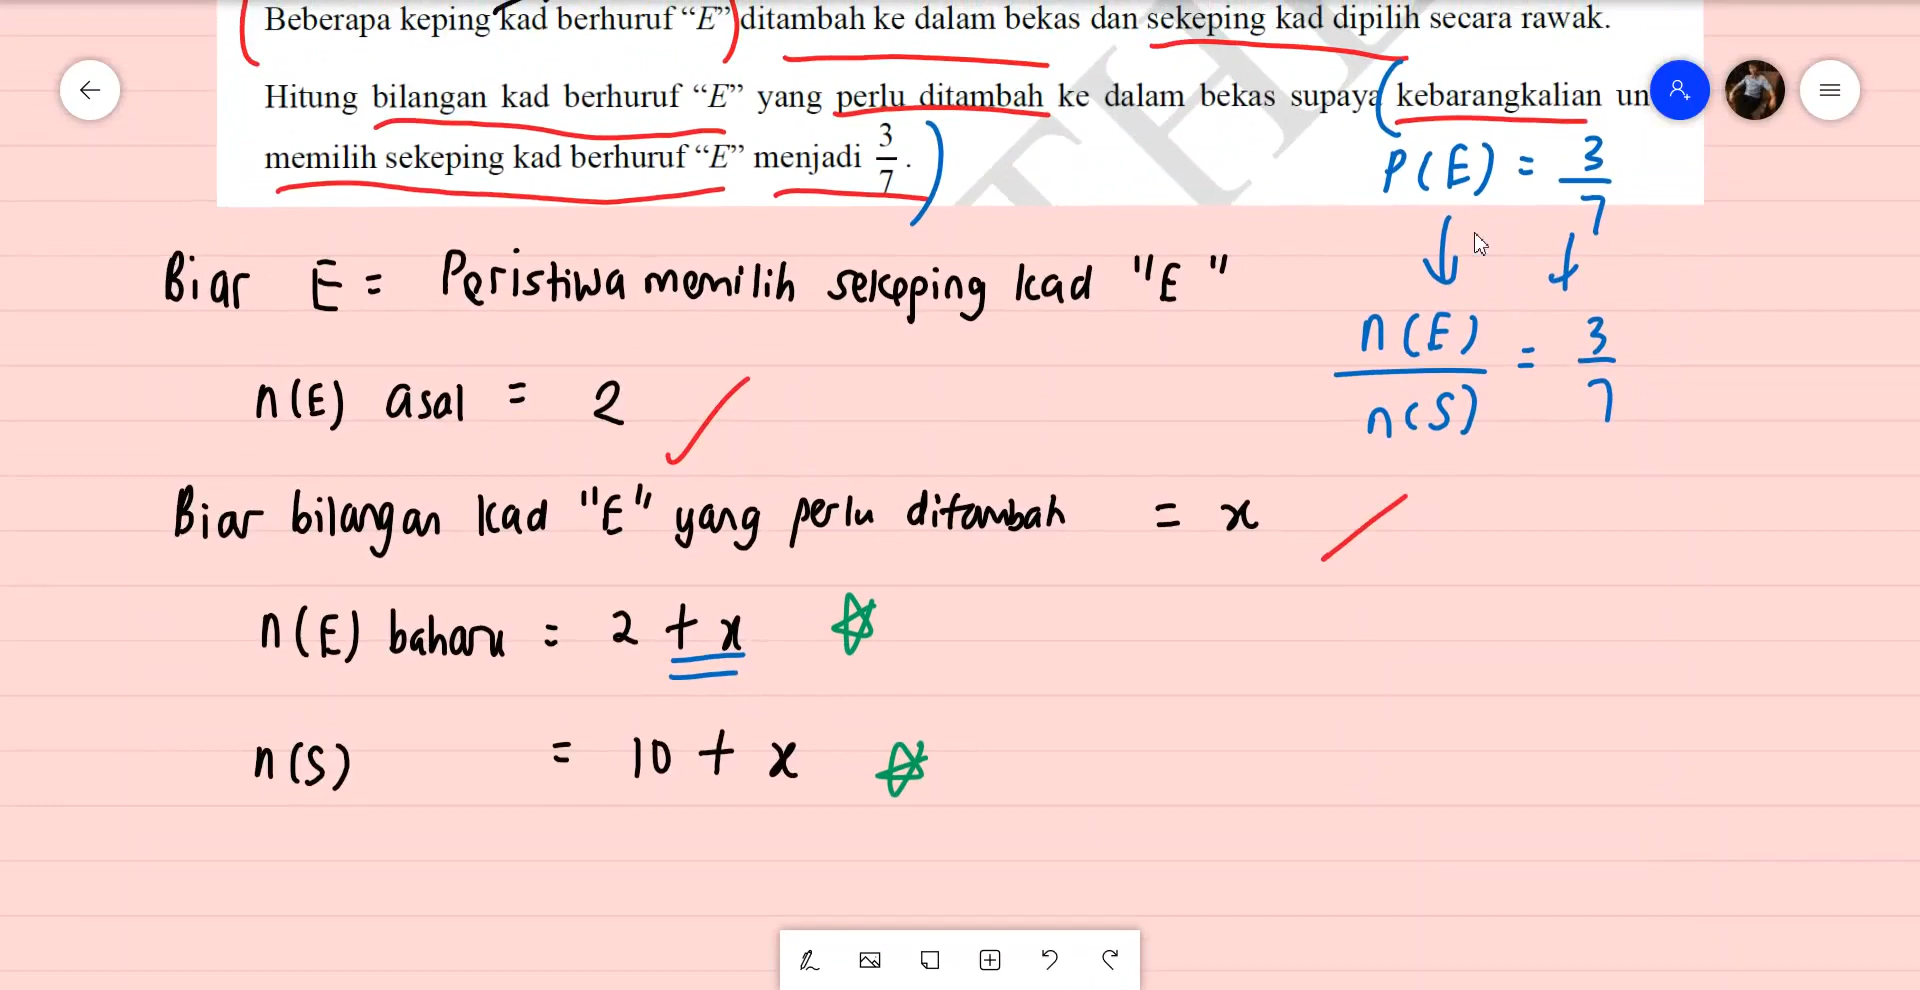 Beberapa keping kad berhuruf “E” ditambah ke dalam bekas dan sekeping kad dipilih secara rawak.
Hitung bilangan kad berhuruf “E” yang perlu ditambah ke dalam bekas supaya kebarangkalian un
memilih sekeping kad berhuruf “E” menjadi 3/7.
P(E) = 3/7
Biar E = Peristiwa memilih sekeping kad "E"
n(E)/n(S) = 3/7
n(E) asal = 2
Biar bilangan kad "E" yang perlu ditambah = x
n(E) baharu = 2 + x
n(S) = 10 + x